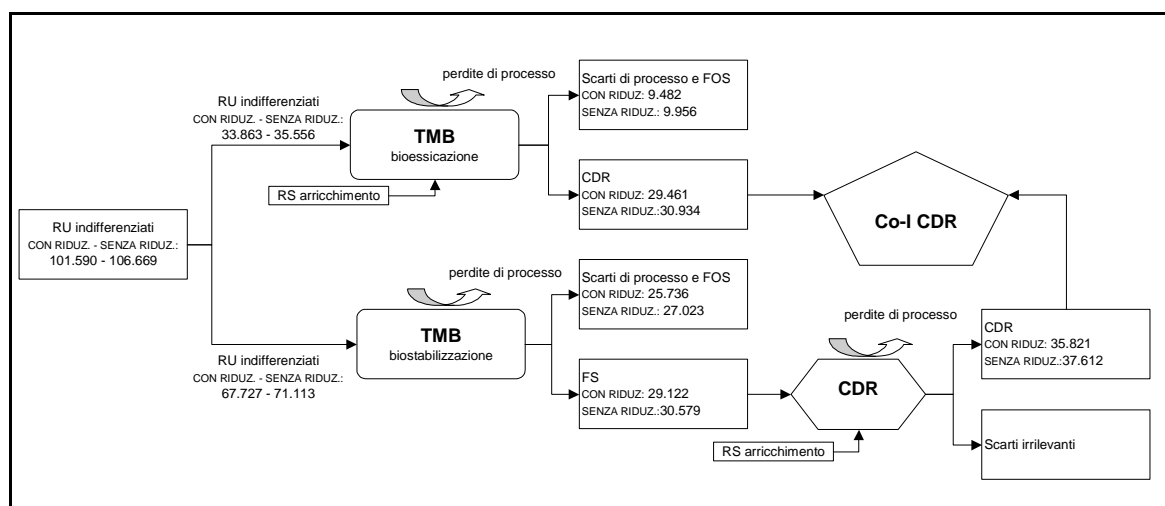 RU indifferenziati
CON RIDUZ. - SENZA RIDUZ.:
101.590 - 106.669
RU indifferenziati
CON RIDUZ. - SENZA RIDUZ.:
33.863 - 35.556
perdite di processo
TMB
bioessicazione
RS arricchimento
Scarti di processo e FOS
CON RIDUZ: 9.482
SENZA RIDUZ.: 9.956
CDR
CON RIDUZ: 29.461
SENZA RIDUZ.: 30.934
Co-I CDR
RU indifferenziati
CON RIDUZ. - SENZA RIDUZ.:
67.727 - 71.113
perdite di processo
TMB
biostabilizzazione
Scarti di processo e FOS
CON RIDUZ: 25.736
SENZA RIDUZ.: 27.023
FS
CON RIDUZ: 29.122
SENZA RIDUZ.:30.579
perdite di processo
CDR
RS arricchimento
CDR
CON RIDUZ: 35.821
SENZA RIDUZ.:37.612
Scarti irrilevanti